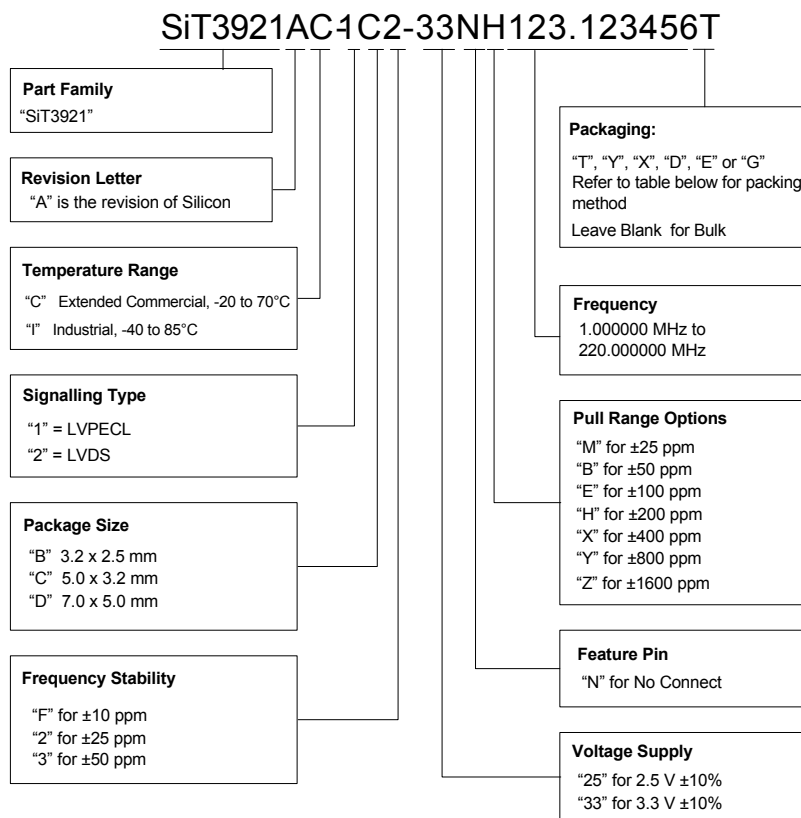 SiT3921AC-1C2-33NH123.123456T
Part Family
“SiT3921”
Revision Letter
“A” is the revision of Silicon
Temperature Range
“C” Extended Commercial, -20 to 70°C
“I” Industrial, -40 to 85°C
Signalling Type
“1” = LVPECL
“2” = LVDS
Package Size
“B” 3.2 x 2.5 mm
“C” 5.0 x 3.2 mm
“D” 7.0 x 5.0 mm
Frequency Stability
“F” for ±10 ppm
“2” for ±25 ppm
“3” for ±50 ppm
Packaging:
“T”, “Y”, “X”, “D”, “E” or “G”
Refer to table below for packing
method
Leave Blank for Bulk
Frequency
1.000000 MHz to
220.000000 MHz
Pull Range Options
“M” for ±25 ppm
“B” for ±50 ppm
“E” for ±100 ppm
“H” for ±200 ppm
“X” for ±400 ppm
“Y” for ±800 ppm
“Z” for ±1600 ppm
Feature Pin
“N” for No Connect
Voltage Supply
“25” for 2.5 V ±10%
“33” for 3.3 V ±10%